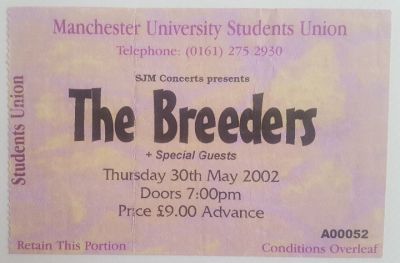 Manchester University Students Union
Telephone: (0161) 275 2930
SJM Concerts presents
The Breeders
+ Special Guests
Thursday 30th May 2002
Doors 7:00pm
Price £9.00 Advance
A00052
Retain This Portion
Conditions Overleaf
Students Union